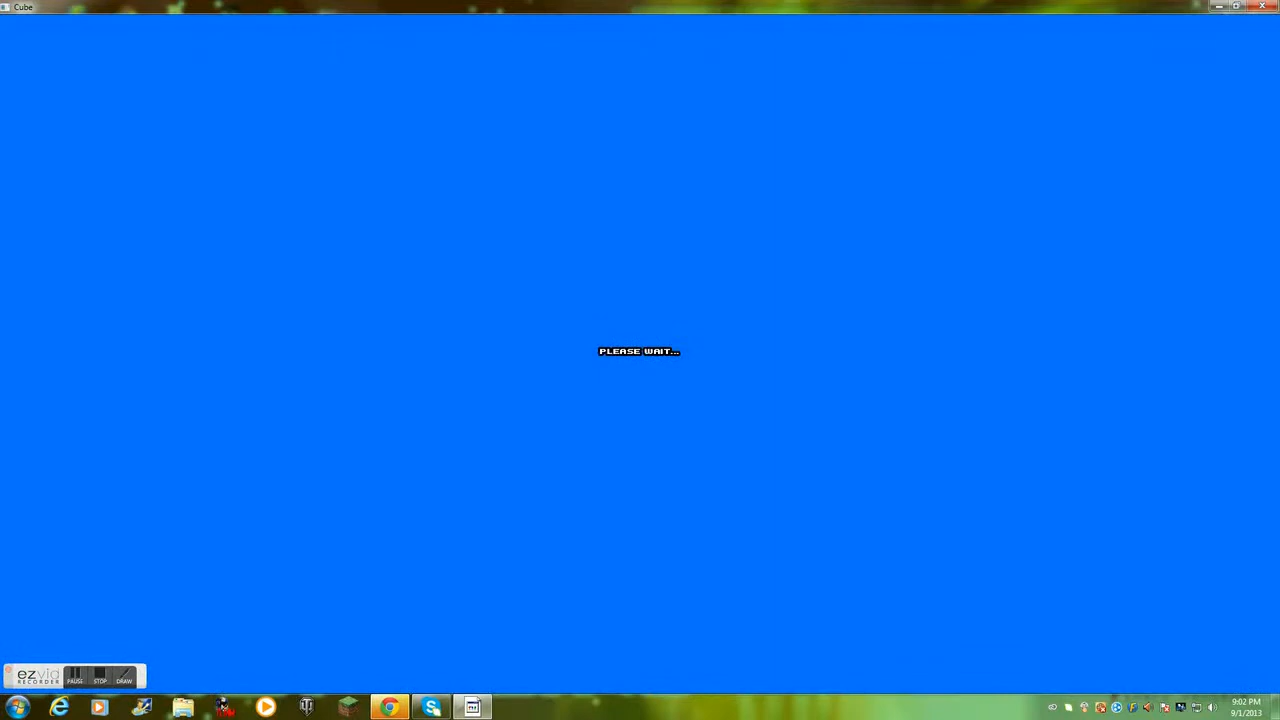 Cube
PLEASE WAIT...
ezvid
RECORDER
PAUSE
STOP
DRAW
9:02 PM
9/1/2013